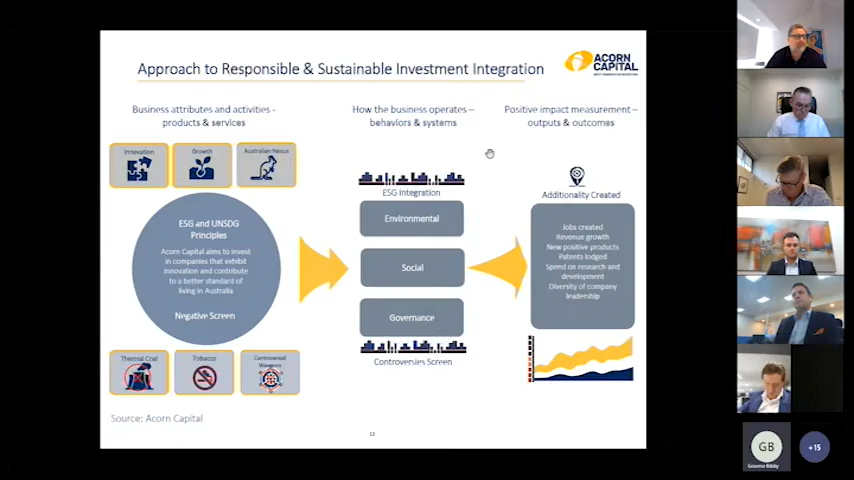 Approach to Responsible & Sustainable Investment Integration
ACORN
CAPITAL
Business attributes and activities -
products & services
How the business operates –
behaviors & systems
Positive impact measurement –
outputs & outcomes
Innovation
Growth
Australian Nexus
ESG and UNSDG
Principles
Acorn Capital aims to invest
in companies that exhibit
innovation and contribute
to a better standard of
living in Australia
Negative Screen
Thermal Coal
Tobacco
Controversial
Weapons
ESG Integration
Environmental
Social
Governance
Controversies Screen
Additionality Created
Jobs created
Revenue growth
New positive products
Patents lodged
Spend on research and
development
Diversity of company
leadership
Source: Acorn Capital
13
GB
Graeme Bibby
+15